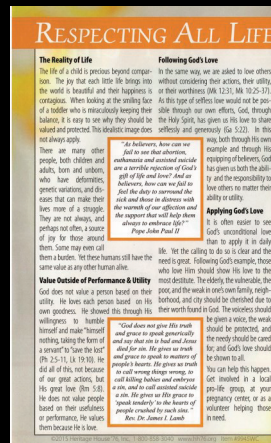 RESPECTING ALL LIFE
The Reality of Life
The life of a child is precious beyond compari-
son. The joy that each little life brings into
the world is beautiful and their happiness is
contagious. When looking at the smiling face
of a toddler who is miraculously keeping their
balance, it is easy to see why they should be
valued and protected. This idealistic image does
not always apply.
There are many other
people, both children and
adults, born and unborn,
who have deformities,
genetic variations, and dis-
eases that can make their
lives more of a struggle.
They are not always, and
perhaps not often, a source
of joy for those around
them. Some may even call
them a burden. Yet these humans still have the
same value as any other human alive.
Value Outside of Performance & Utility
God does not value a person based on their
utility. He loves each person based on His
own goodness. He showed this through His
willingness to humble
himself and make "himself
nothing, taking the form of
a servant" to "save the lost"
(Ph 2:5-11, Lk 19:10). He
did all of this, not because
of our great actions, but
His great love (Rm 5:8).
He does not value people
based on their usefulness
or performance, He values
them because He is love.
"As believers, how can we
fail to see that abortion,
euthanasia and assisted suicide
are a terrible rejection of God's
gift of life and love? And as
believers, how can we fail to
feel the duty to surround the
sick and those in distress with
the warmth of our affection and
the support that will help them
always to embrace life?"
Pope John Paul II
"God does not give His truth
and grace to speak generically
and say that sin is bad and Jesus
died for sin. He gives us truth
and grace to speak to matters of
people's hearts. He gives us truth
to call wrong things wrong, to
call killing babies and embryos
a sin, and to call assisted suicide
a sin. He gives us His grace to
'speak tenderly' to the hearts of
people crushed by such sins."
Rev. Dr. James I. Lamb
Following God's Love
In the same way, we are asked to love others
without considering their actions, their utility,
or their worthiness (Mk 12:31, Mk 10:25-37).
As this type of selfless love would not be pos-
sible through our own efforts, God, through
the Holy Spirit, has given us His love to share
selflessly and generously (Ga 5:22). In this
way, both through His own
example and through His
equipping of believers, God
has given us both the abili-
ty and the responsibility to
love others no matter their
ability or utility.
Applying God's Love
It is often easier to see
God's unconditional love
than to apply it in daily
life. Yet the calling to do so is clear and the
need is great. Following God's example, those
who love Him should show His love to the
most destitute. The elderly, the vulnerable, the
poor, and the weak in one's own family, neigh-
borhood, and city should be cherished due to
their worth found in God. The voiceless should
be given a voice, the weak
should be protected, and
the needy should be cared
for; and God's love should
be shown to all.
You can help this happen.
Get involved in a local
pro-life group, at your
pregnancy center, or as a
volunteer helping those
in need.